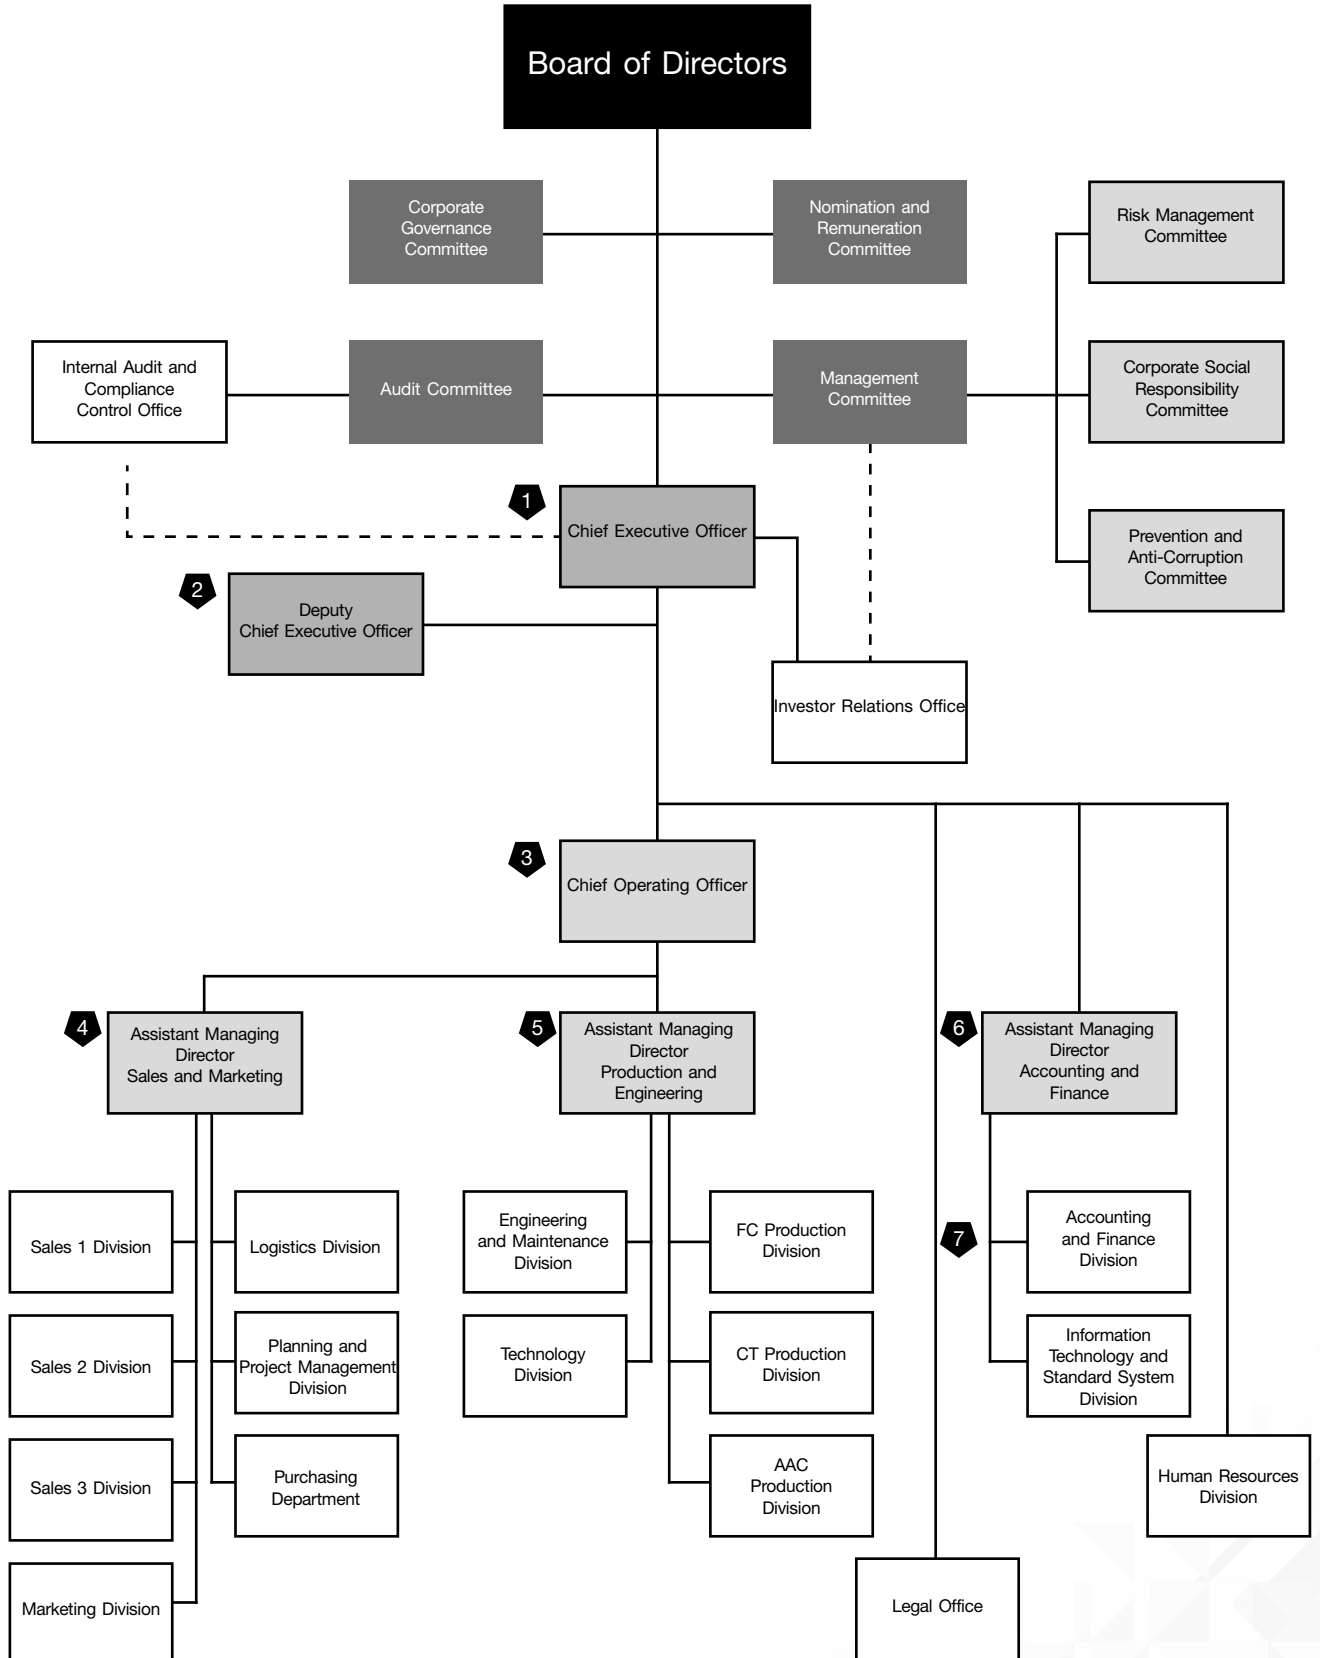 Board of Directors
Corporate
Governance
Committee
Nomination and
Remuneration
Committee
Risk Management
Committee
Internal Audit and
Compliance
Control Office
Audit Committee
Management
Committee
Corporate Social
Responsibility
Committee
1
Chief Executive Officer
Prevention and
Anti-Corruption
Committee
2
Deputy
Chief Executive Officer
Investor Relations Office
3
Chief Operating Officer
4
Assistant Managing
Director
Sales and Marketing
5
Assistant Managing
Director
Production and
Engineering
6
Assistant Managing
Director
Accounting and
Finance
Sales 1 Division
Logistics Division
Engineering
and Maintenance
Division
FC Production
Division
7
Accounting
and Finance
Division
Sales 2 Division
Planning and
Project Management
Division
Technology
Division
CT Production
Division
Information
Technology and
Standard System
Division
Sales 3 Division
Purchasing
Department
AAC
Production
Division
Human Resources
Division
Marketing Division
Legal Office